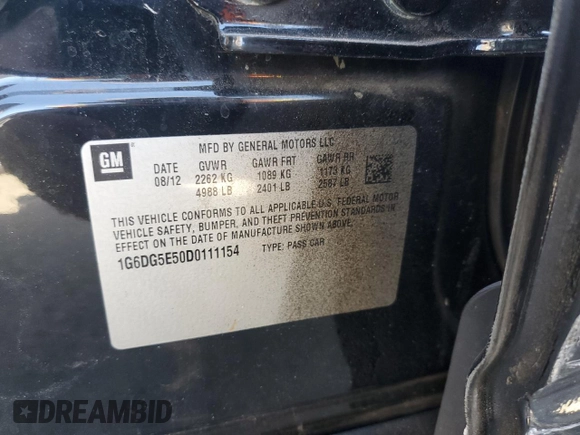 GM
MFD BY GENERAL MOTORS LLC
DATE GVWR GAWR FRT GAWR RR
08/12 2262 KG 1089 KG 1173 KG
4988 LB 2401 LB 2587 LB
THIS VEHICLE CONFORMS TO ALL APPLICABLE U.S. FEDERAL MOTOR
VEHICLE SAFETY, BUMPER, AND THEFT PREVENTION STANDARDS IN
EFFECT ON THE DATE OF MANUFACTURE SHOWN ABOVE.
1G6DG5E50D0111154 TYPE: PASS CAR
DREAMBID